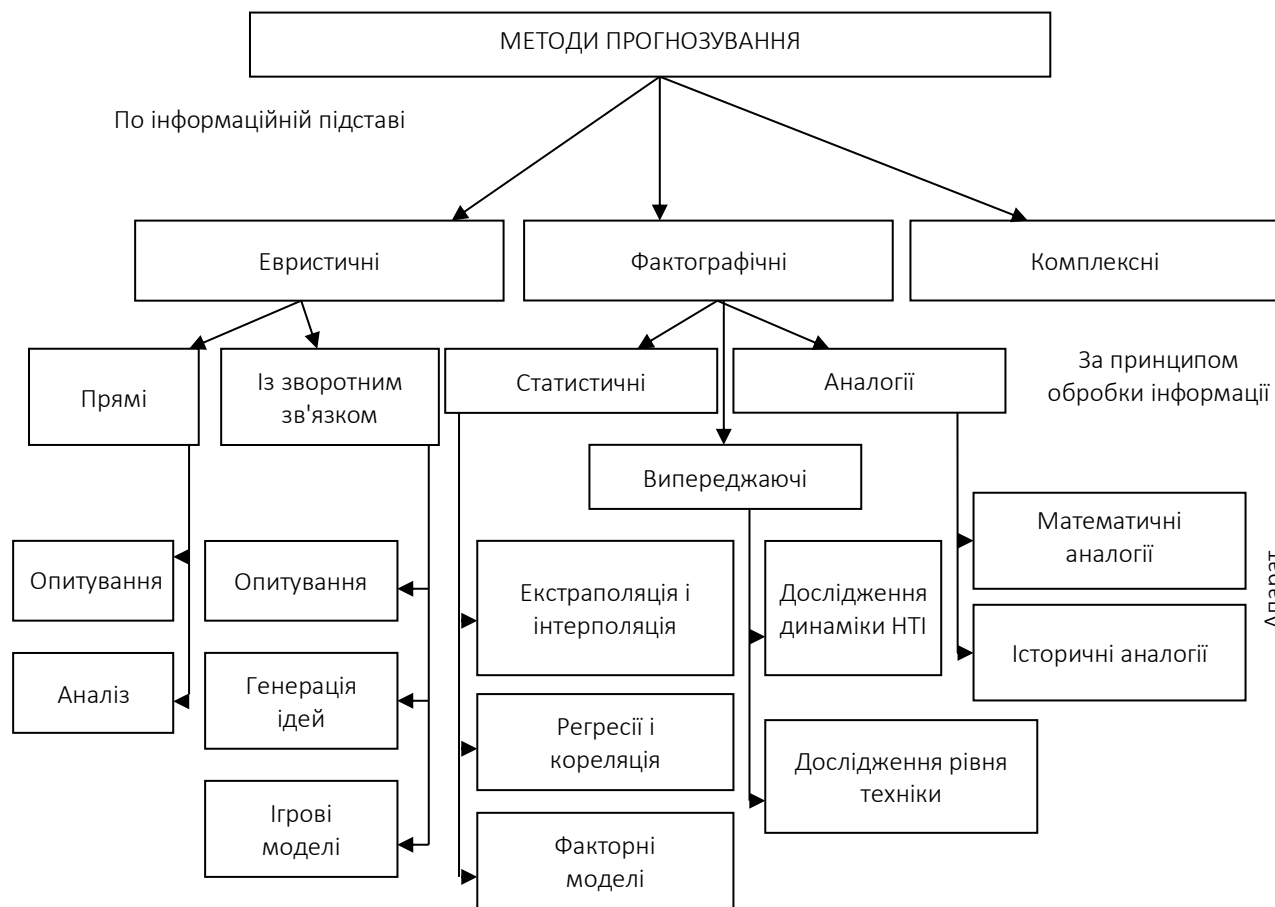 МЕТОДИ ПРОГНОЗУВАННЯ
По інформаційній підставі
Евристичні
Фактографічні
Комплексні
Прямі
Із зворотним
зв'язком
Статистичні
Аналогії
За принципом
обробки інформації
Випереджаючі
Опитування
Аналіз
Опитування
Генерація
ідей
Ігрові
моделі
Екстраполяція і
інтерполяція
Регресії і
кореляція
Факторні
моделі
Дослідження
динаміки НТІ
Дослідження рівня
техніки
Математичні
аналогії
Історичні аналогії